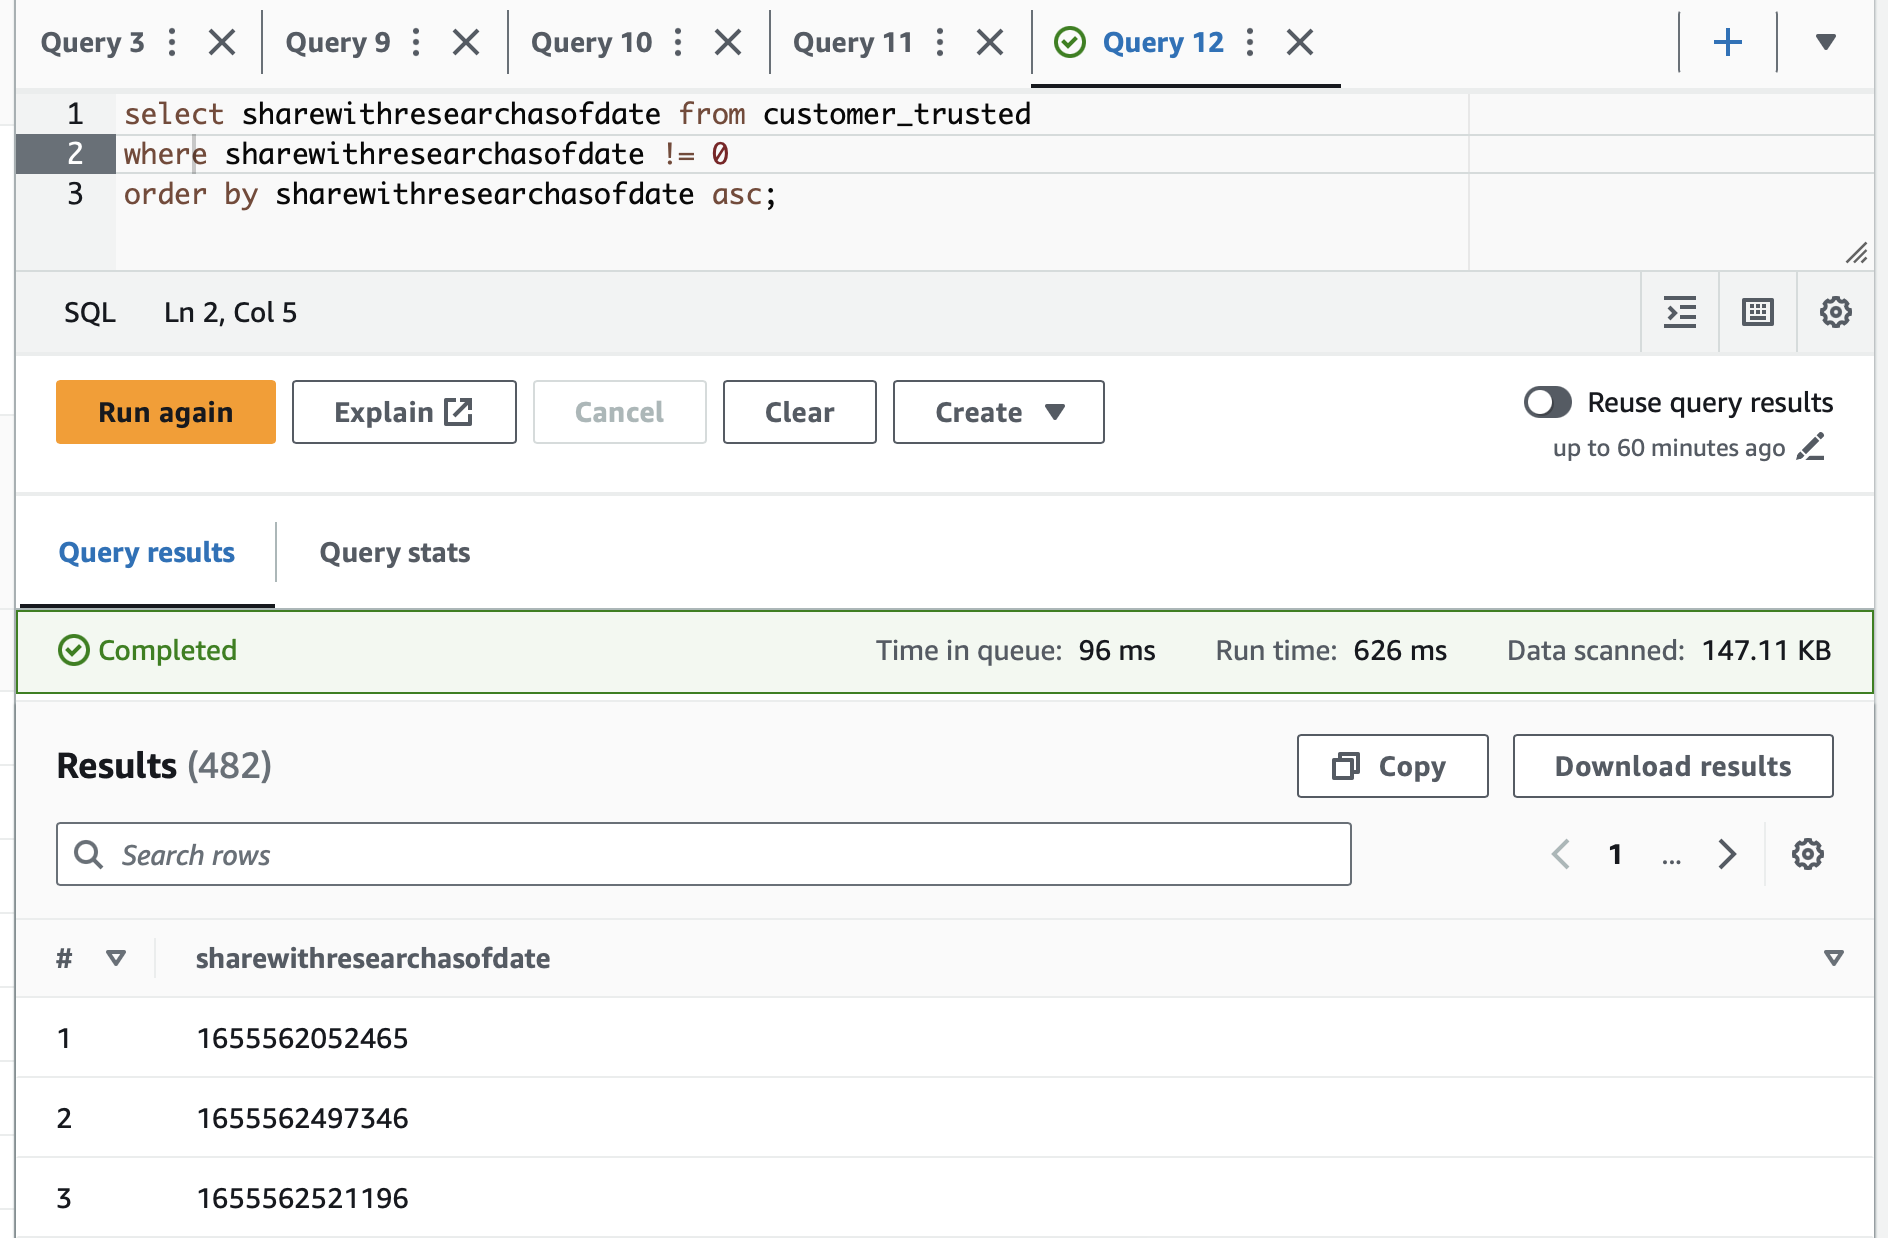 Query 3 Query 9 Query 10 Query 11 Query 12
1 select sharewithresearchasofdate from customer_trusted
2 where sharewithresearchasofdate != 0
3 order by sharewithresearchasofdate asc;
SQL Ln 2, Col 5
Run again Explain Cancel Clear Create Reuse query results
up to 60 minutes ago
Query results Query stats
Completed Time in queue: 96 ms Run time: 626 ms Data scanned: 147.11 KB
Results (482) Copy Download results
Search rows 1 ...
# sharewithresearchasofdate
1 1655562052465
2 1655562497346
3 1655562521196